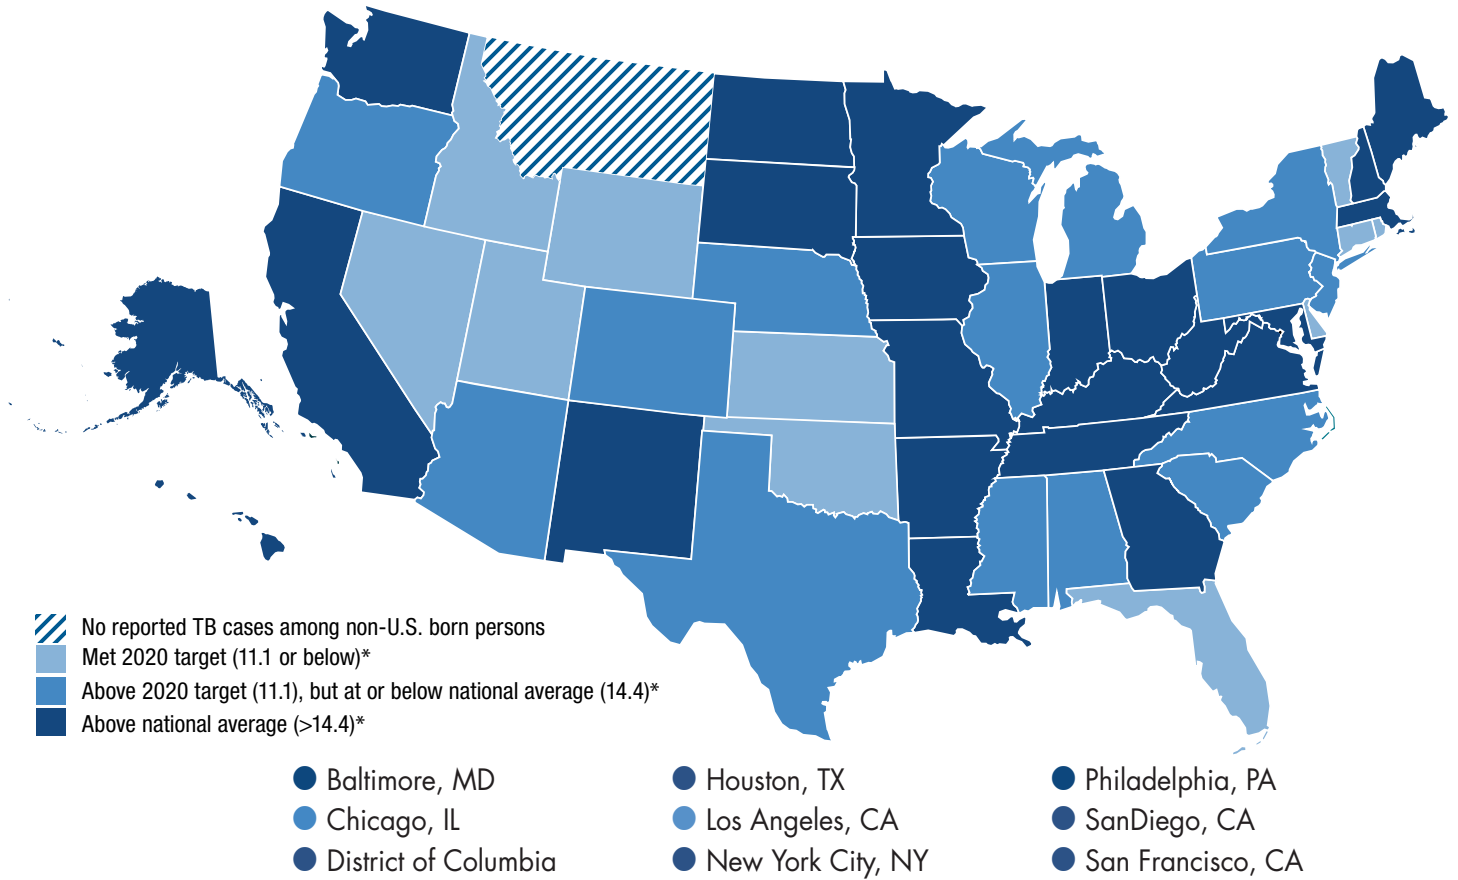 No reported TB cases among non-U.S. born persons
Met 2020 target (11.1 or below)*
Above 2020 target (11.1), but at or below national average (14.4)*
Above national average (>14.4)*
Baltimore, MD
Houston, TX
Philadelphia, PA
Chicago, IL
Los Angeles, CA
SanDiego, CA
District of Columbia
New York City, NY
San Francisco, CA